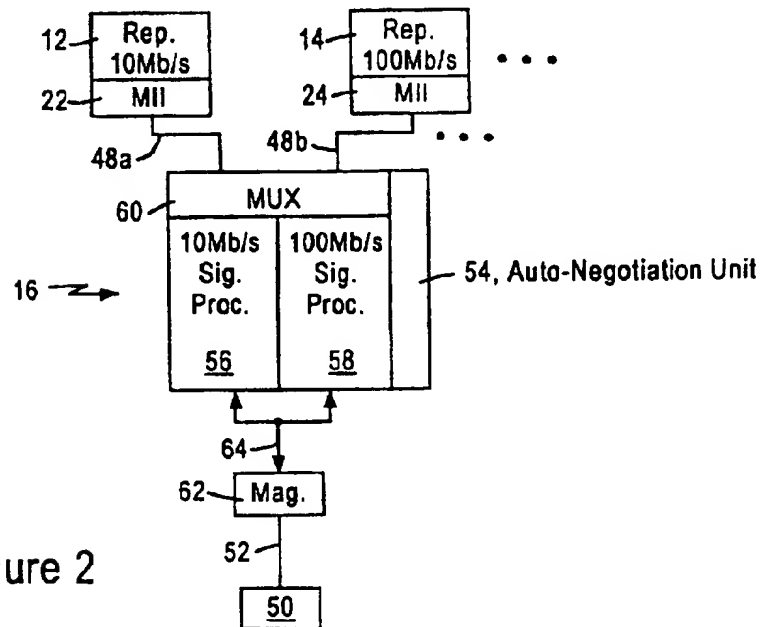 12
Rep.
10Mb/s
22
MII
14
Rep.
100Mb/s
24
MII
48a
48b
60
MUX
10Mb/s
Sig.
Proc.
56
100Mb/s
Sig.
Proc.
58
54, Auto-Negotiation Unit
16
64
62
Mag.
52
50
ure 2